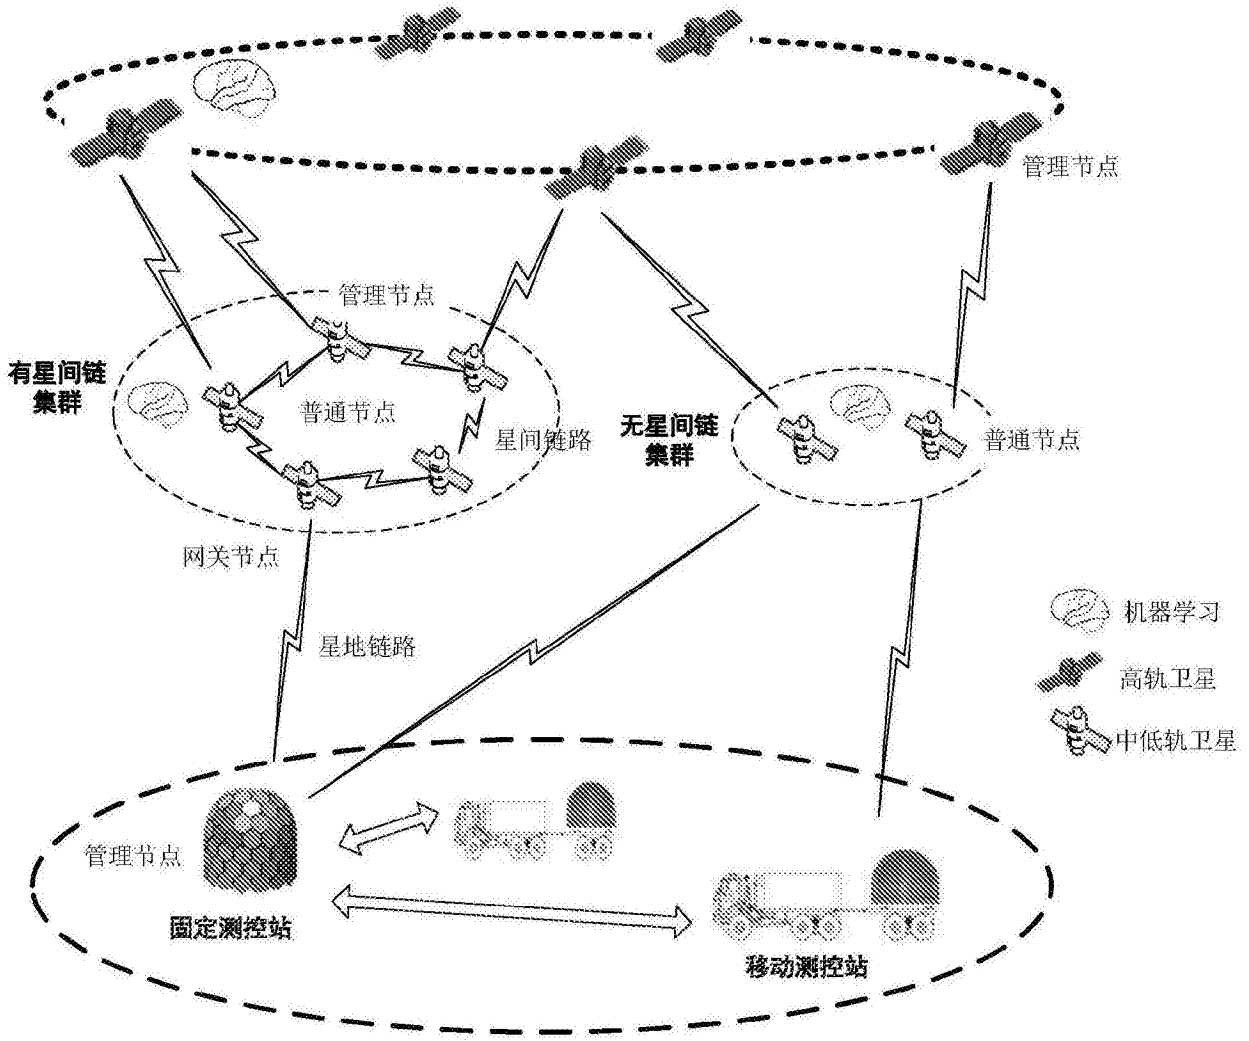 管理节点
管理节点
有星间链
集群
普通节点
星间链路
无星间链
集群
普通节点
网关节点
星地链路
机器学习
高轨卫星
中低轨卫星
管理节点
固定测控站
移动测控站